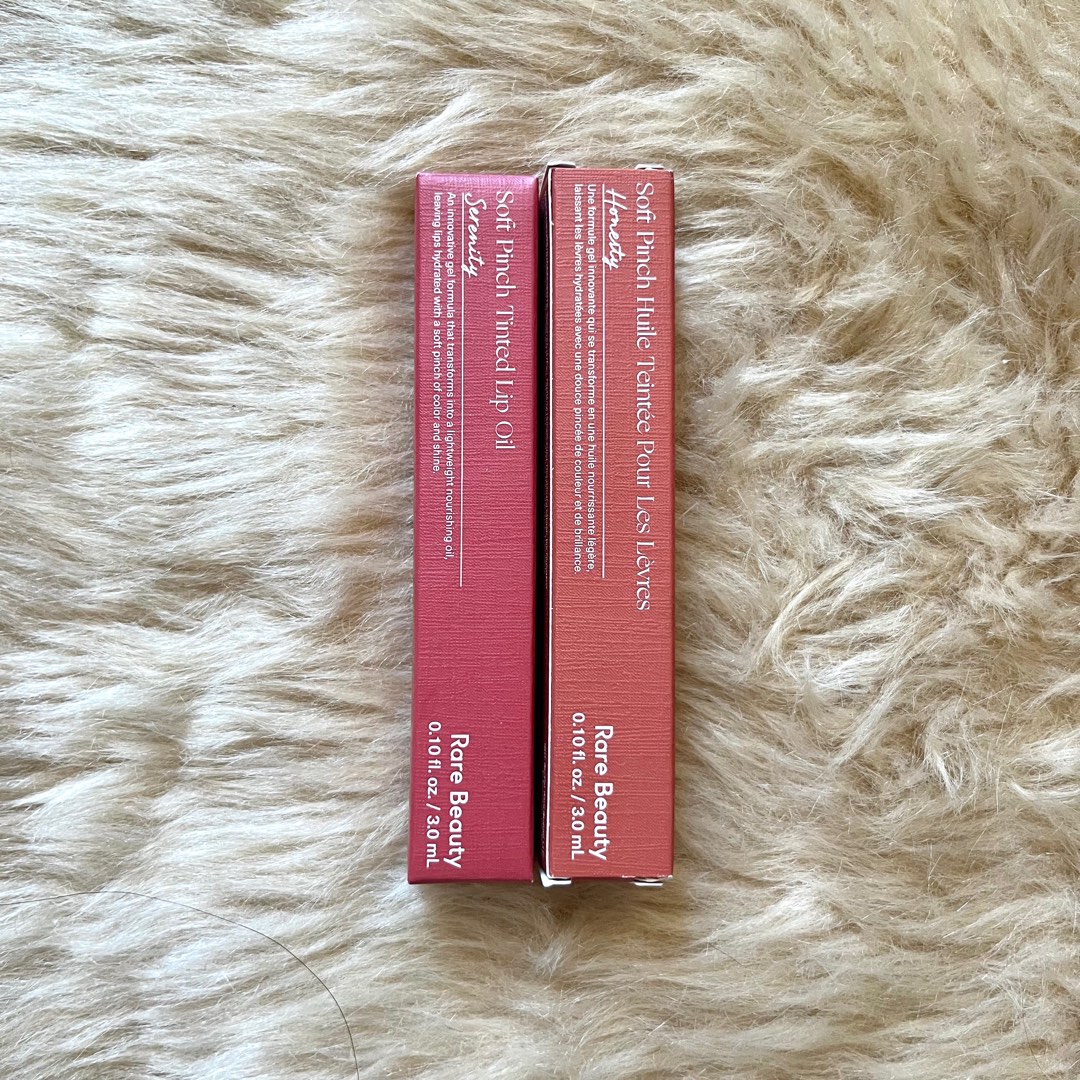 Soft Pinch Tinted Lip Oil
Serenity
An innovative gel formula that transforms into a lightweight nourishing oil,
leaving lips hydrated with a soft pinch of color and shine.
Rare Beauty
0.10 fl. oz. / 3.0 mL
Soft Pinch Huile Teintée Pour Les Lèvres
Honesty
Une formule gel innovante qui se transforme en une huile nourrissante légère,
laissant les lèvres hydratées avec une douce pincée de couleur et de brillance.
Rare Beauty
0.10 fl. oz. / 3.0 mL